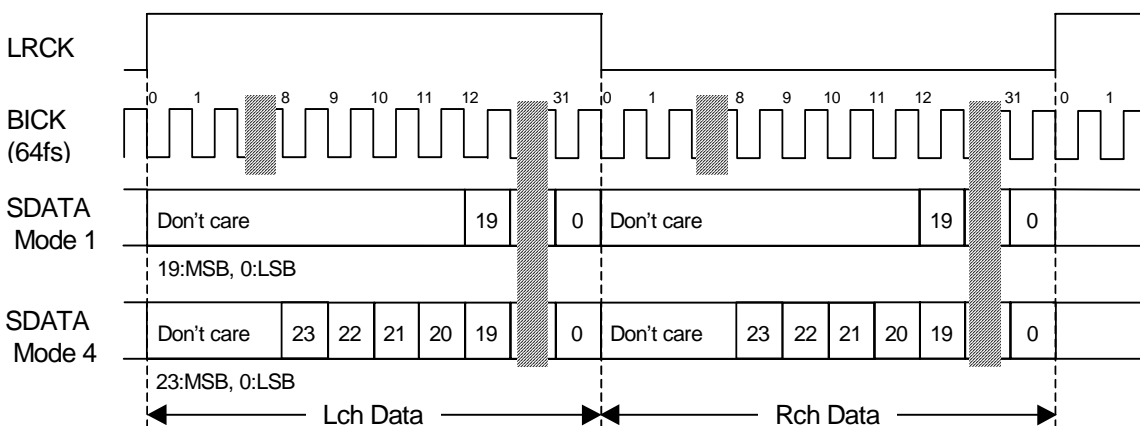 LRCK
0 1 8 9 10 11 12 31 0 1 8 9 10 11 12 31 0 1
BICK
(64fs)
SDATA
Mode 1
Don't care 19 0 Don't care 19 0
19:MSB, 0:LSB
SDATA
Mode 4
Don't care 23 22 21 20 19 0 Don't care 23 22 21 20 19 0
23:MSB, 0:LSB
Lch Data Rch Data